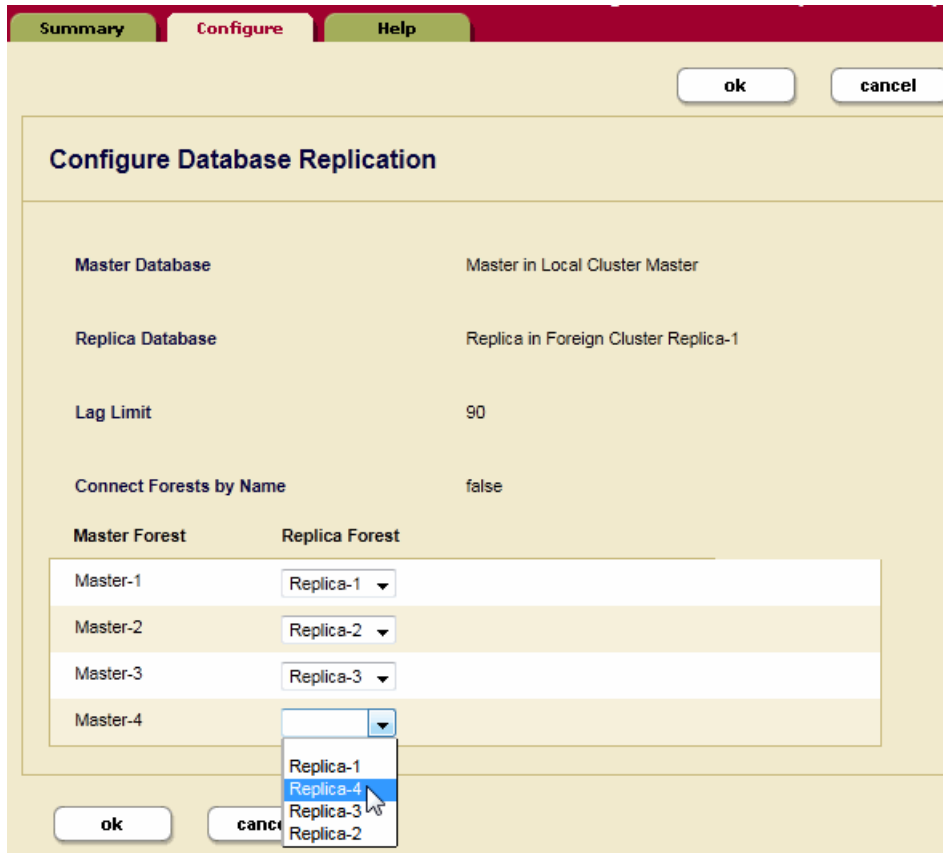 Summary Configure Help
ok cancel
Configure Database Replication
Master Database Master in Local Cluster Master
Replica Database Replica in Foreign Cluster Replica-1
Lag Limit 90
Connect Forests by Name false
Master Forest Replica Forest
Master-1 Replica-1
Master-2 Replica-2
Master-3 Replica-3
Master-4
Replica-1
Replica-4
Replica-3
Replica-2
ok